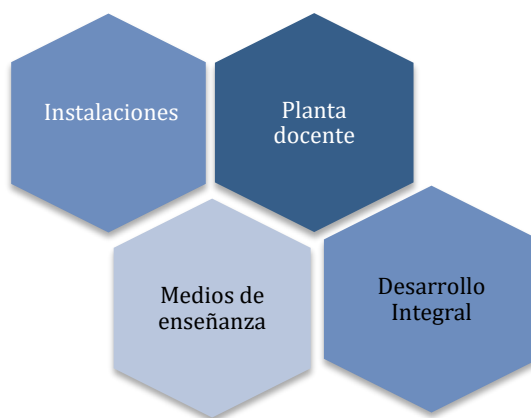 Instalaciones
Planta
docente
Medios de
enseñanza
Desarrollo
Integral